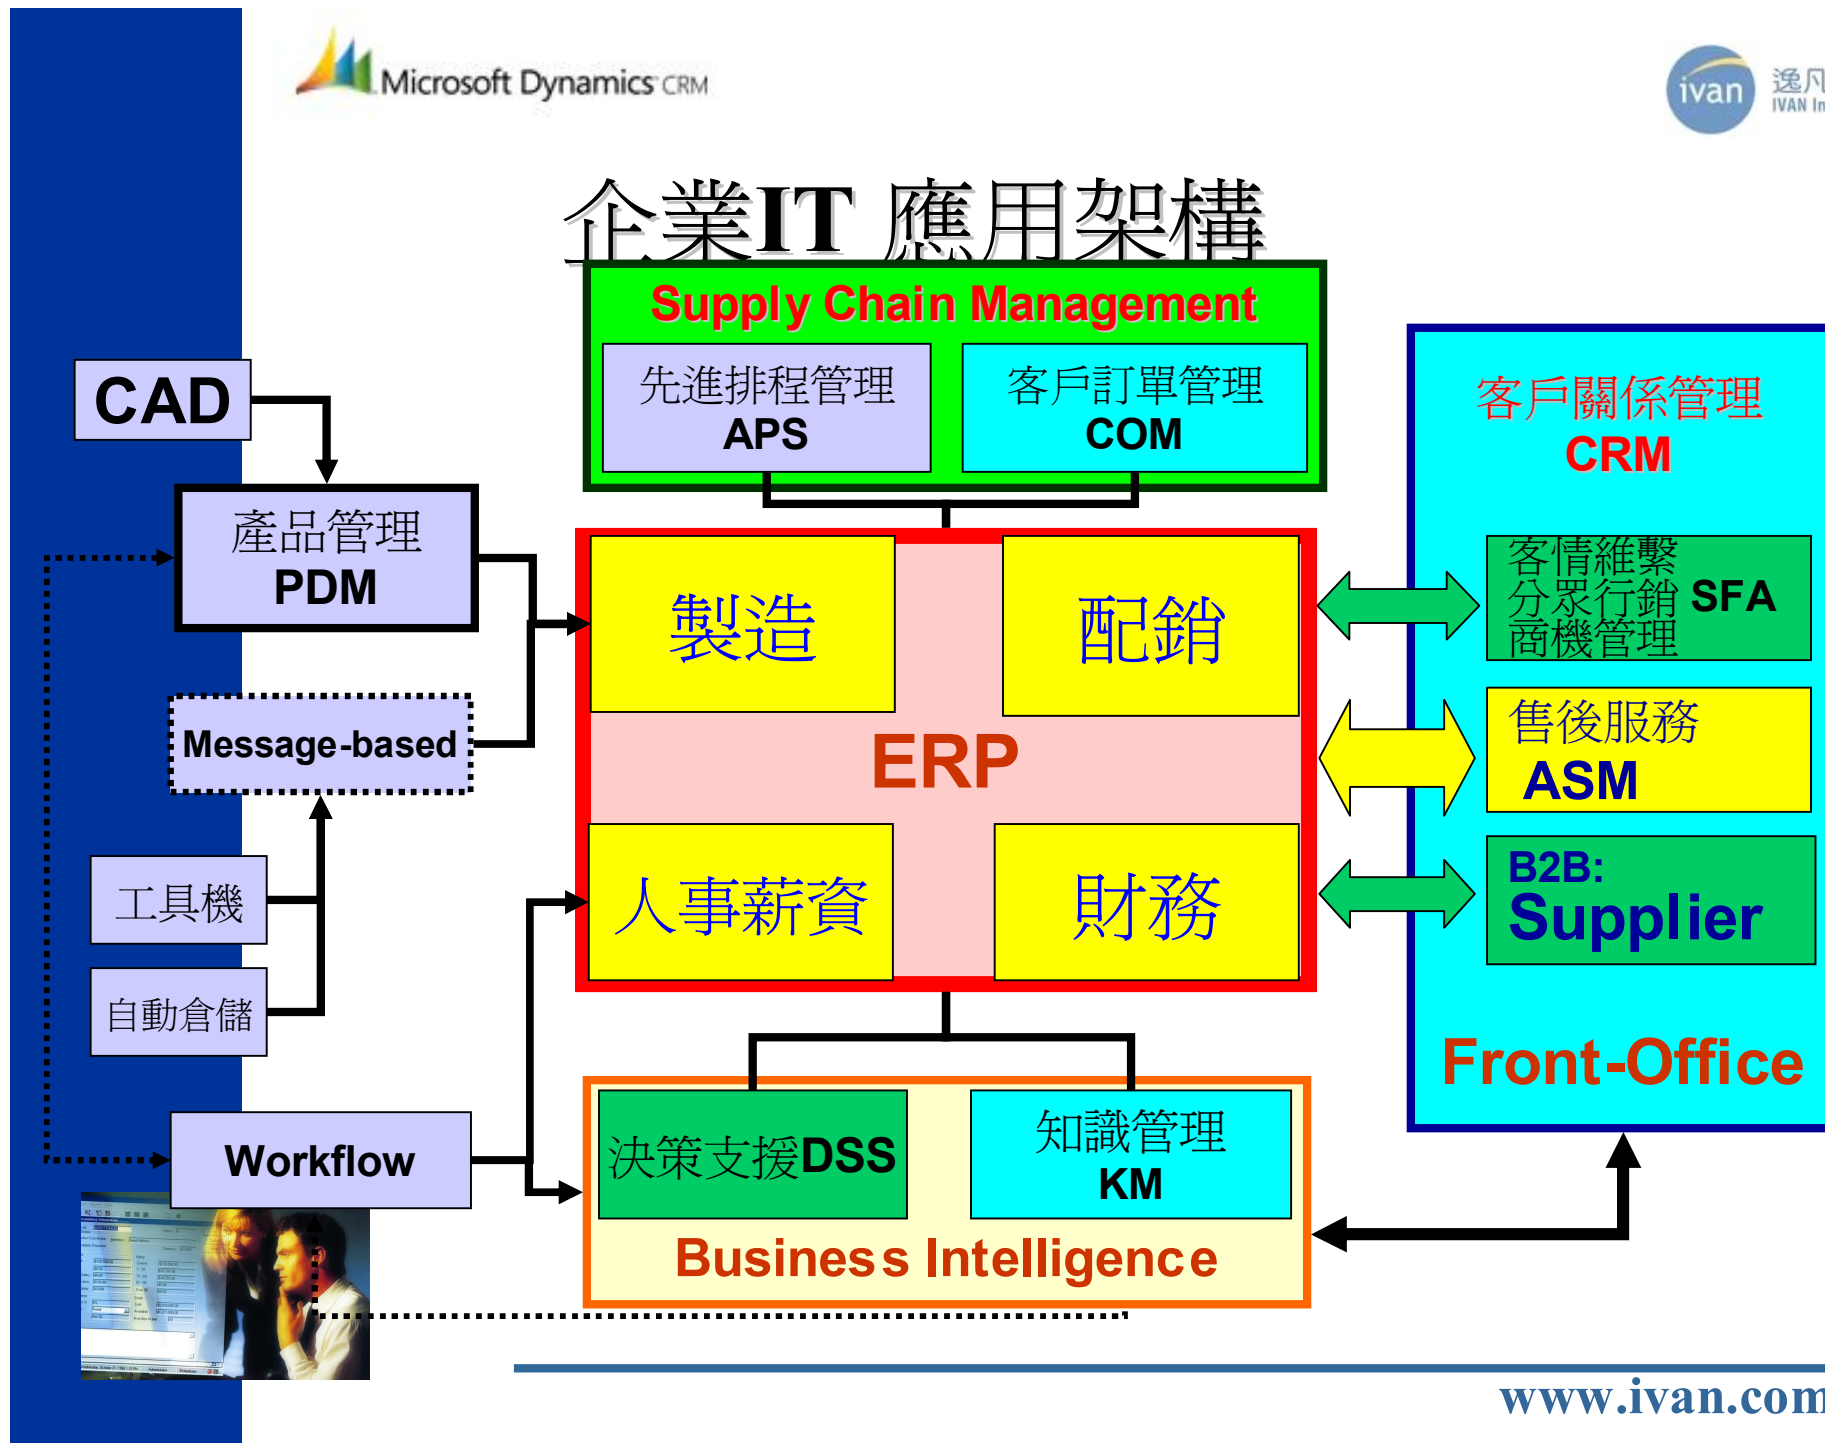 Microsoft Dynamics CRM
ivan
逸凡
IVAN In
企業IT 應用架構
Supply Chain Management
先進排程管理
APS
客戶訂單管理
COM
CAD
產品管理
PDM
Message-based
工具機
自動倉儲
Workflow
製造
配銷
ERP
人事薪資
財務
客戶關係管理
CRM
客情維繫
分眾行銷 SFA
商機管理
售後服務
ASM
B2B:
Supplier
Front-Office
決策支援DSS
知識管理
KM
Business Intelligence
www.ivan.com